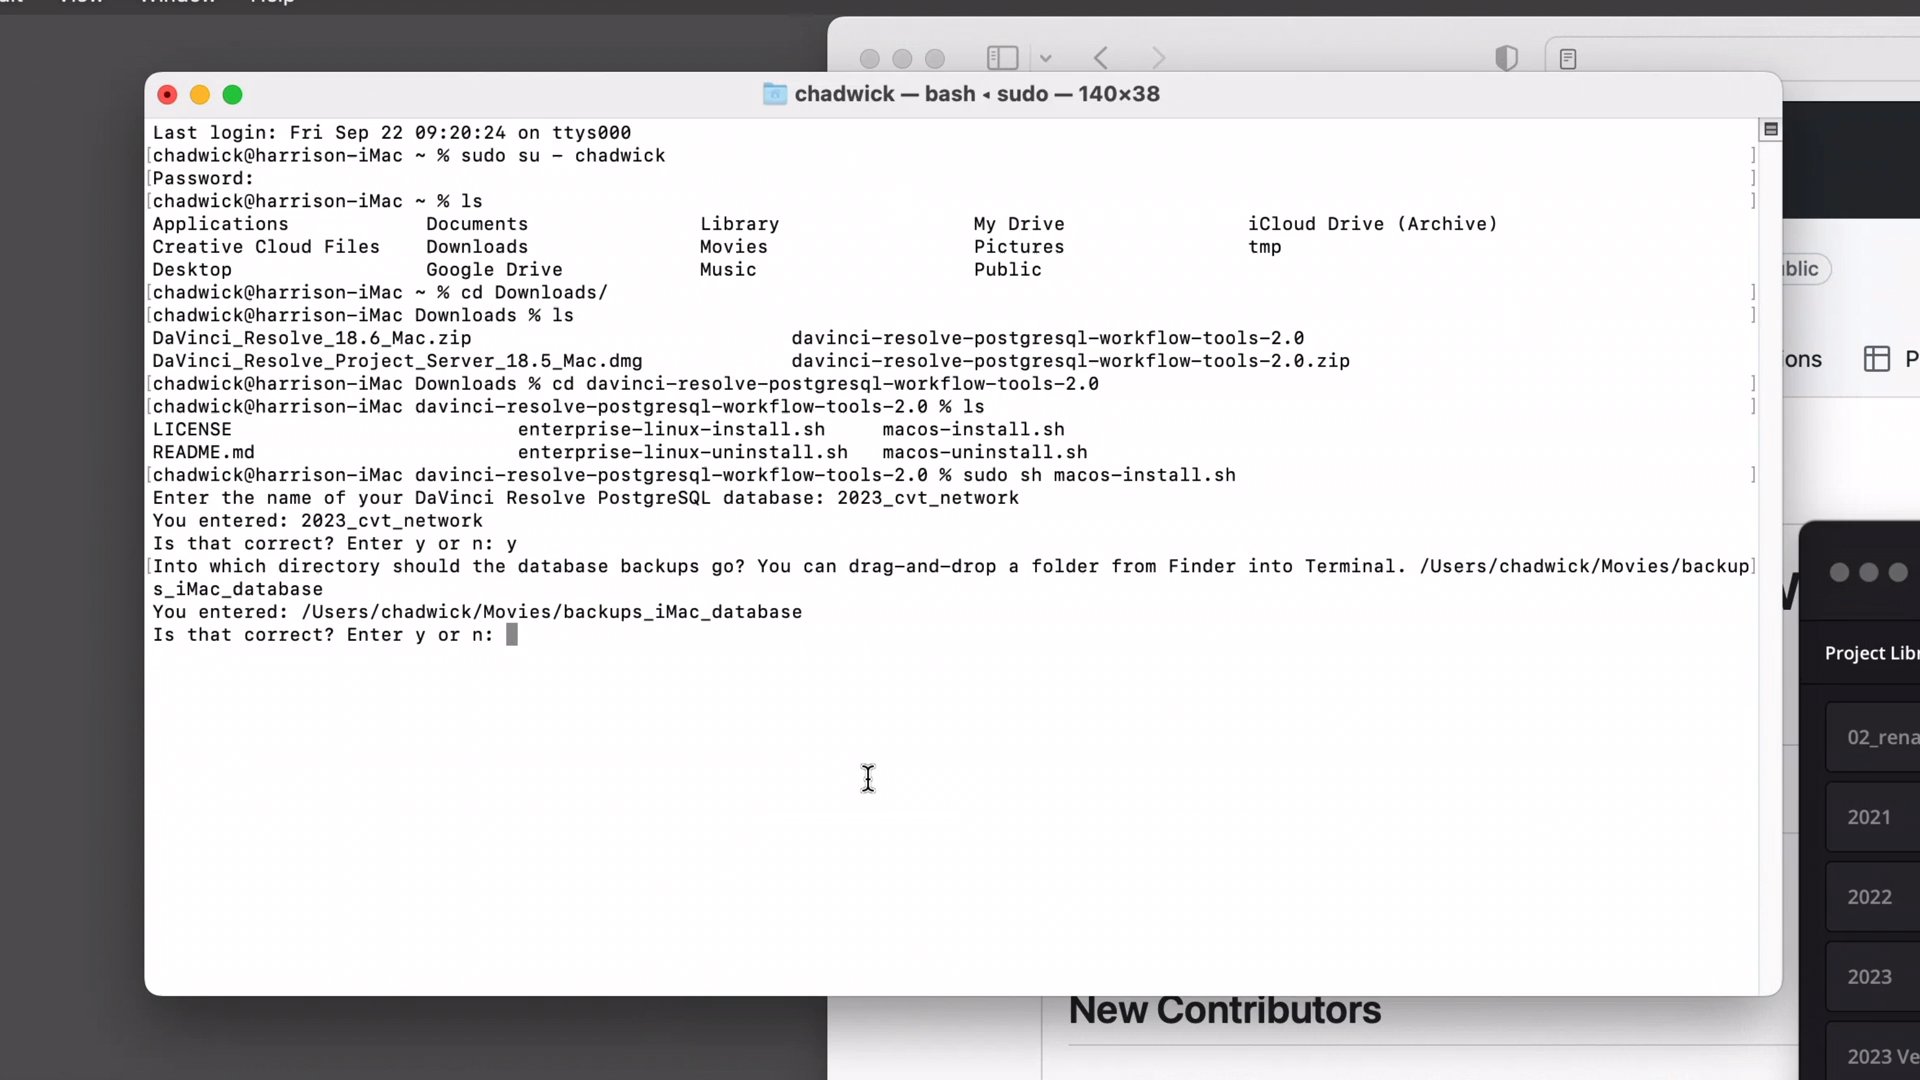 View Window Help
chadwick — bash ◂ sudo — 140×38
Last login: Fri Sep 22 09:20:24 on ttys000
[chadwick@harrison-iMac ~ % sudo su - chadwick ]
[Password: ]
[chadwick@harrison-iMac ~ % ls ]
Applications Documents Library My Drive iCloud Drive (Archive)
Creative Cloud Files Downloads Movies Pictures tmp
Desktop Google Drive Music Public
[chadwick@harrison-iMac ~ % cd Downloads/ ]
[chadwick@harrison-iMac Downloads % ls ]
DaVinci_Resolve_18.6_Mac.zip davinci-resolve-postgresql-workflow-tools-2.0
DaVinci_Resolve_Project_Server_18.5_Mac.dmg davinci-resolve-postgresql-workflow-tools-2.0.zip
[chadwick@harrison-iMac Downloads % cd davinci-resolve-postgresql-workflow-tools-2.0 ]
[chadwick@harrison-iMac davinci-resolve-postgresql-workflow-tools-2.0 % ls ]
LICENSE enterprise-linux-install.sh macos-install.sh
README.md enterprise-linux-uninstall.sh macos-uninstall.sh
[chadwick@harrison-iMac davinci-resolve-postgresql-workflow-tools-2.0 % sudo sh macos-install.sh ]
Enter the name of your DaVinci Resolve PostgreSQL database: 2023_cvt_network
You entered: 2023_cvt_network
Is that correct? Enter y or n: y
[Into which directory should the database backups go? You can drag-and-drop a folder from Finder into Terminal. /Users/chadwick/Movies/backup]
s_iMac_database
You entered: /Users/chadwick/Movies/backups_iMac_database
Is that correct? Enter y or n:
blic
ons P
Project Libr
02_rena
2021
2022
2023
2023 Ve
New Contributors